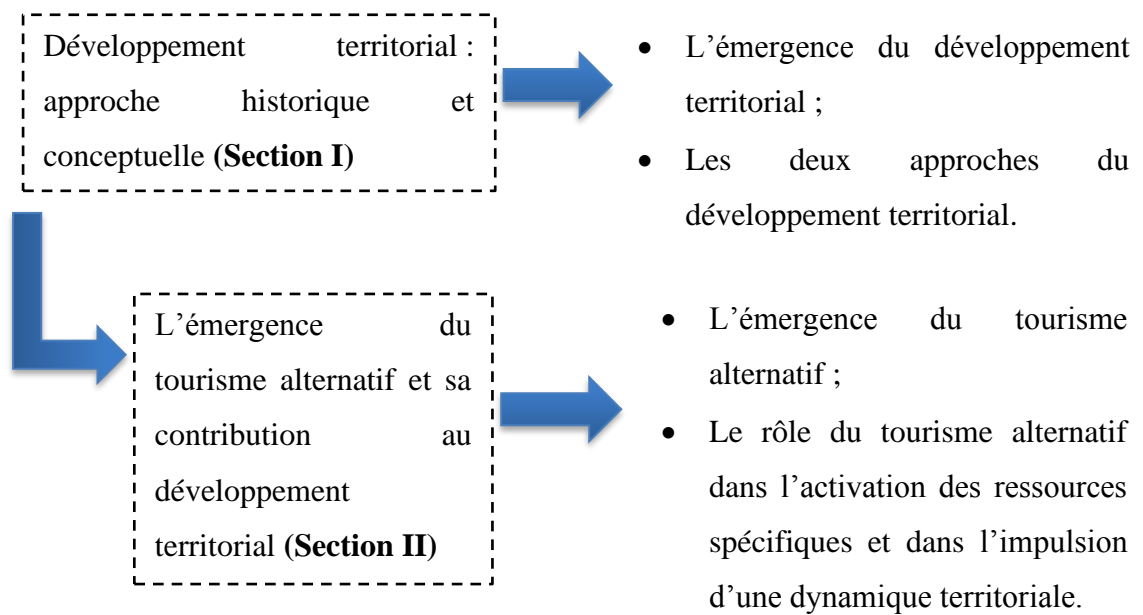 Développement territorial :
approche historique et
conceptuelle (Section I)
• L’émergence du développement
territorial ;
• Les deux approches du
développement territorial.
L’émergence du
tourisme alternatif et sa
contribution au
développement
territorial (Section II)
• L’émergence du tourisme
alternatif ;
• Le rôle du tourisme alternatif
dans l’activation des ressources
spécifiques et dans l’impulsion
d’une dynamique territoriale.